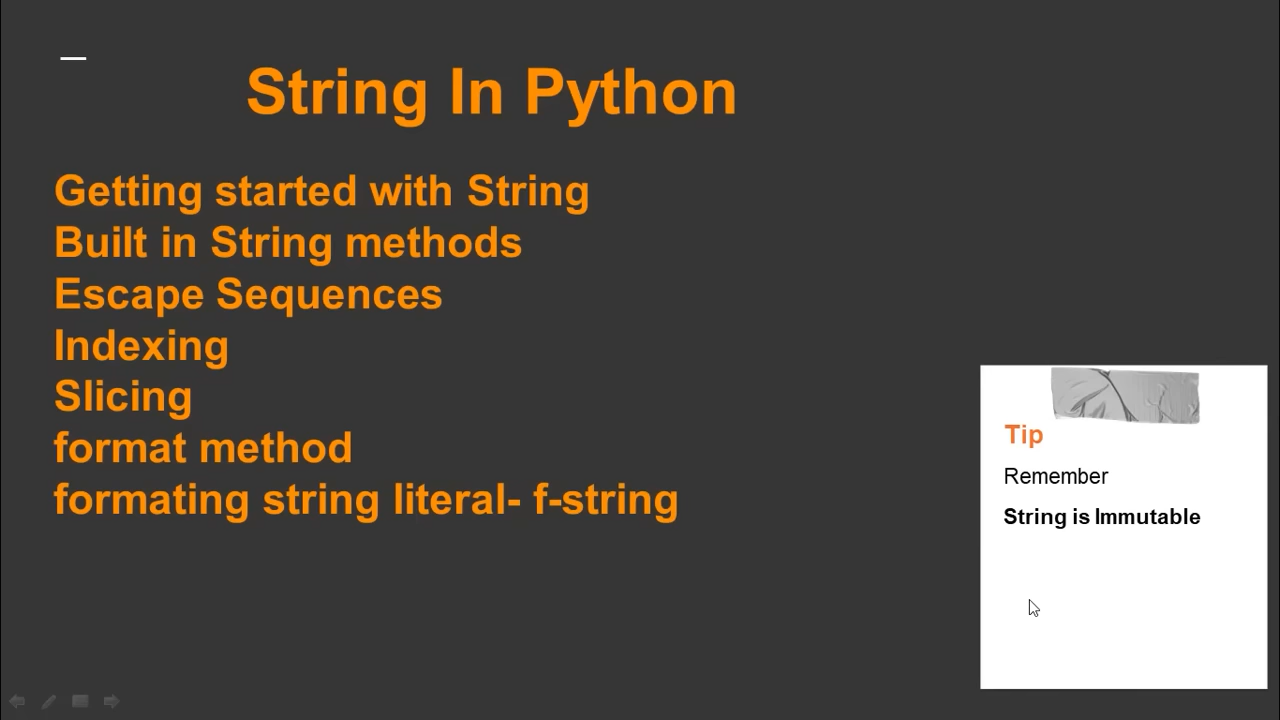 String In Python
Getting started with String
Built in String methods
Escape Sequences
Indexing
Slicing
format method
formating string literal- f-string
Tip
Remember
String is Immutable